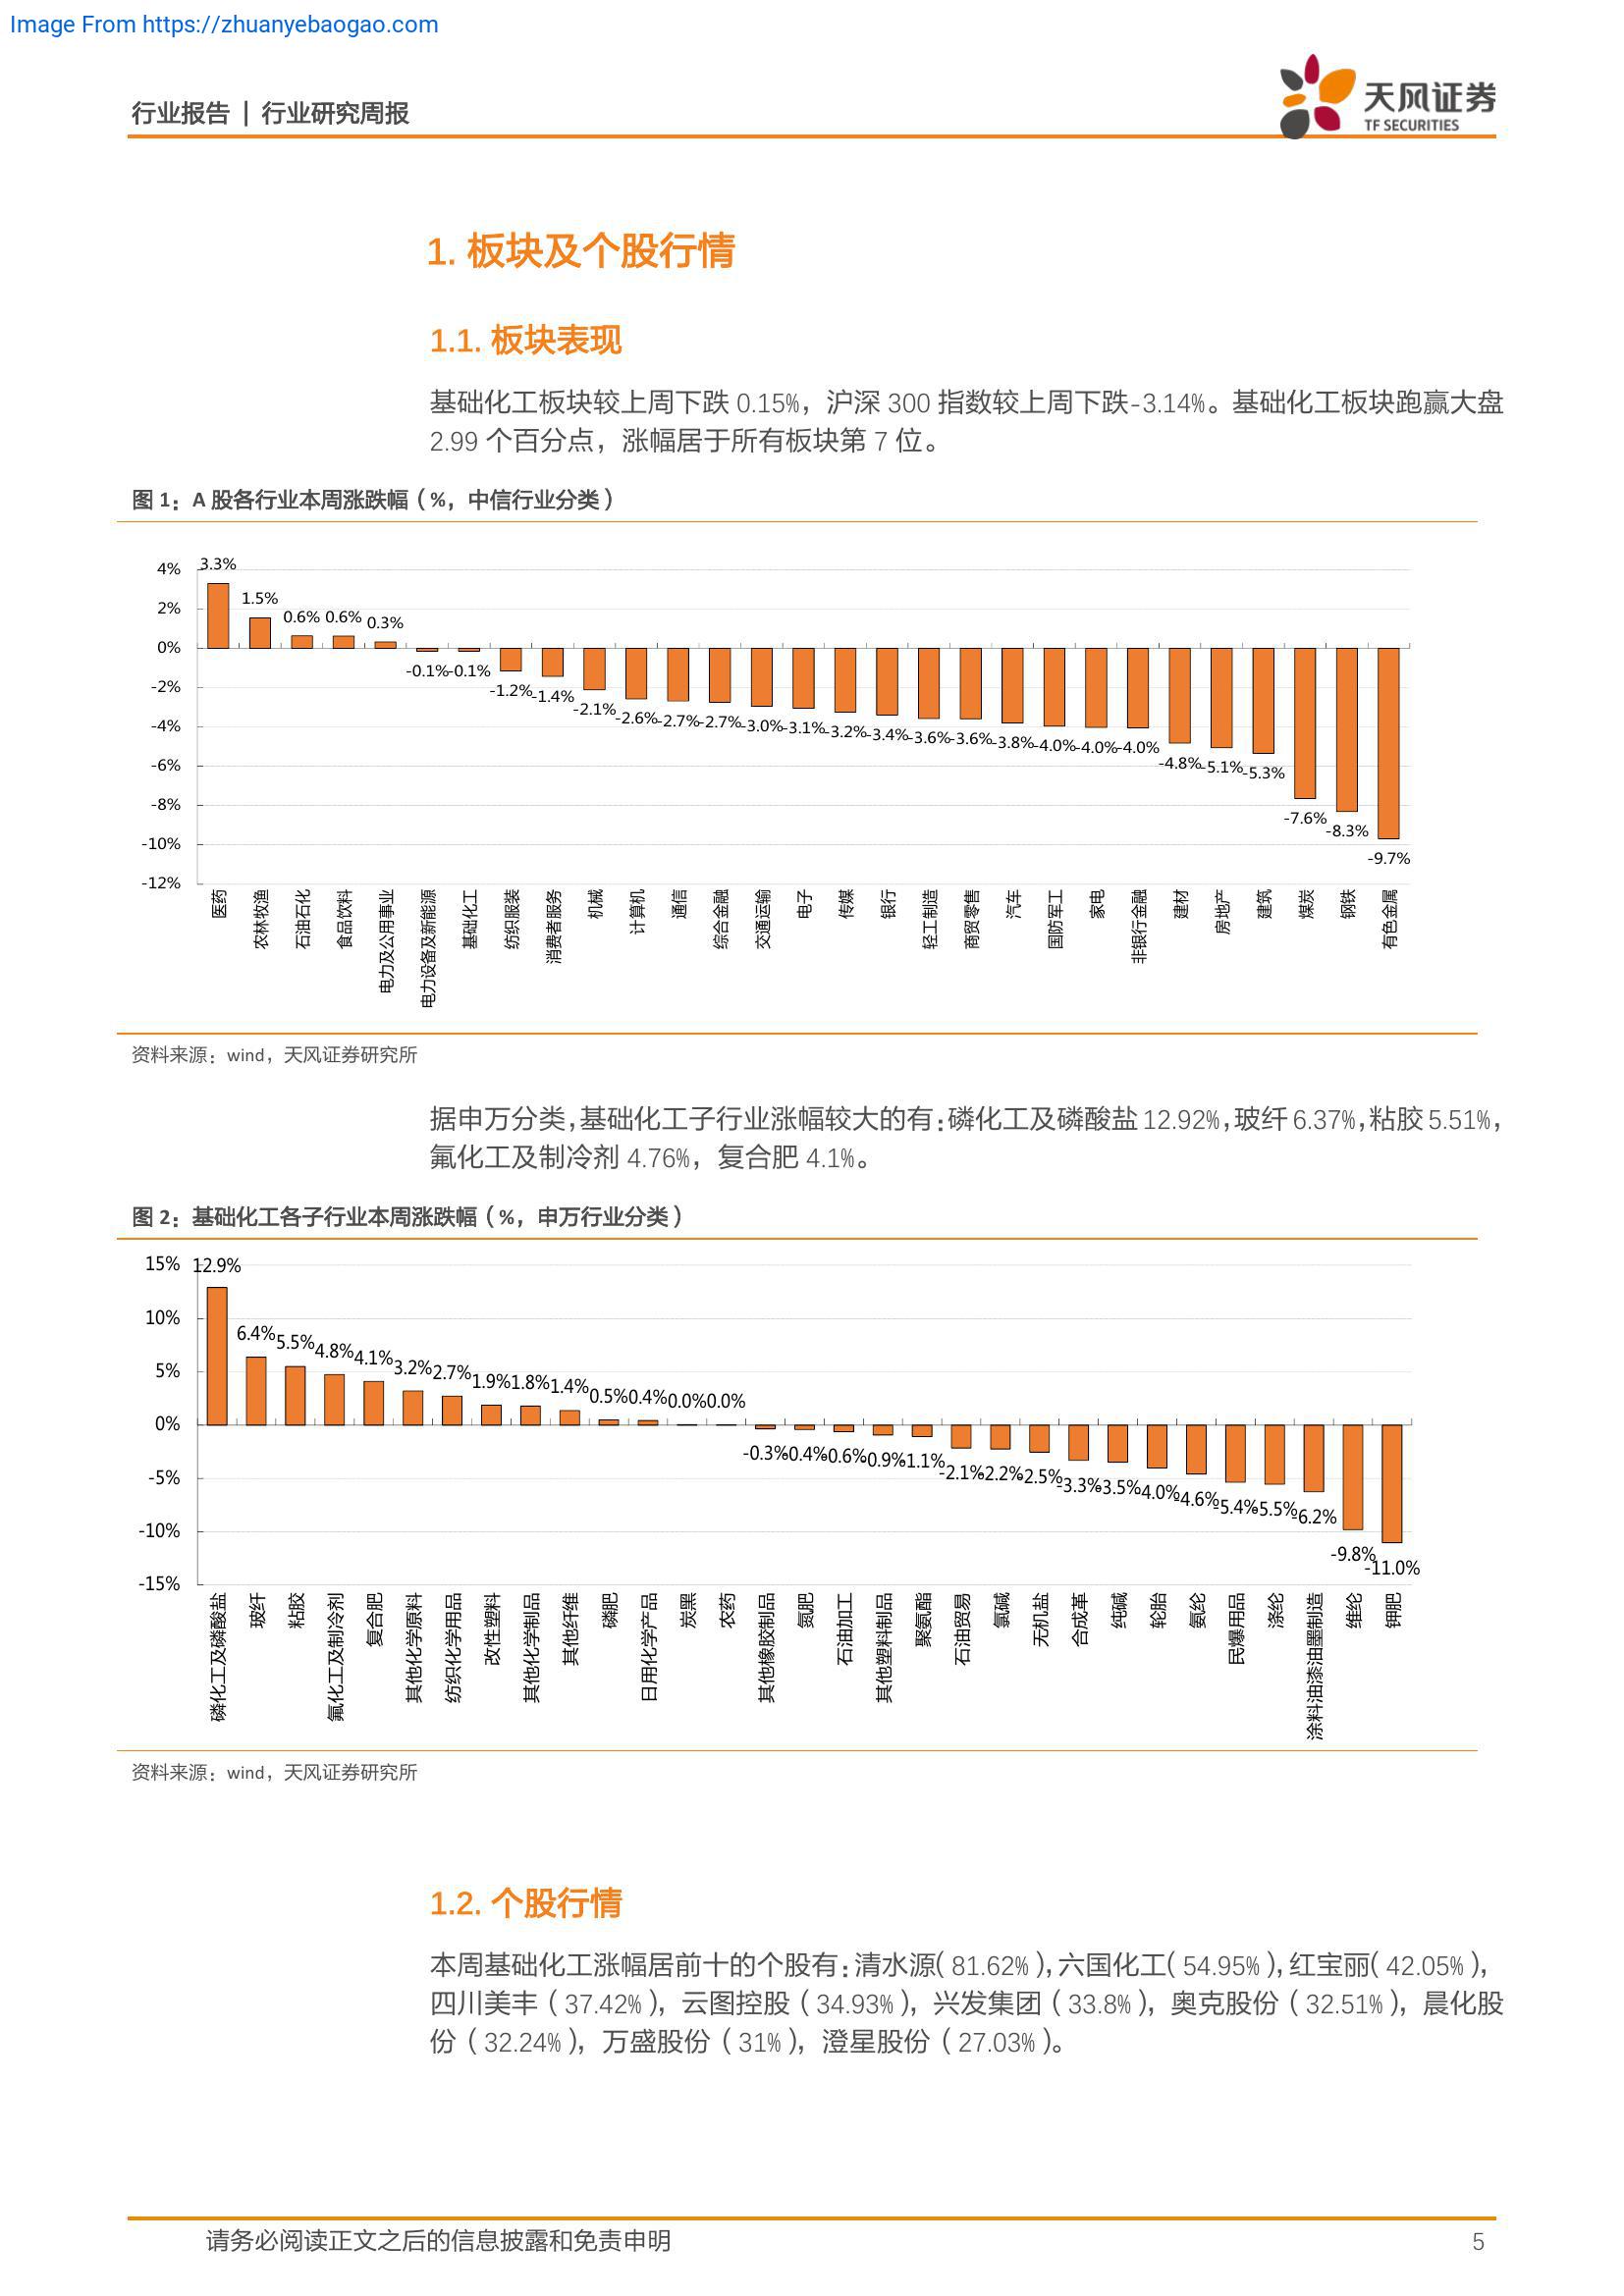 Image From https://zhuanyebaogao.com
行业报告 | 行业研究周报
天风证券
TF SECURITIES
1. 板块及个股行情
1.1. 板块表现
基础化工板块较上周下跌 0.15%，沪深 300 指数较上周下跌-3.14%。基础化工板块跑赢大盘
2.99 个百分点，涨幅居于所有板块第 7 位。
图 1：A 股各行业本周涨跌幅（%，中信行业分类）
4%
2%
0%
-2%
-4%
-6%
-8%
-10%
-12%
3.3% 1.5% 0.6% 0.6% 0.3% -0.1% -0.1% -1.2% -1.4% -2.1% -2.6% -2.7% -2.7% -3.0% -3.1% -3.2% -3.4% -3.6% -3.6% -3.8% -4.0% -4.0% -4.0% -4.8% -5.1% -5.3% -7.6% -8.3% -9.7%
医药 农林牧渔 石油石化 食品饮料 电力及公用事业 电力设备及新能源 基础化工 纺织服装 消费者服务 机械 计算机 通信 综合金融 交通运输 电子 传媒 银行 轻工制造 商贸零售 汽车 国防军工 家电 非银行金融 建材 房地产 建筑 煤炭 钢铁 有色金属
资料来源：wind，天风证券研究所
据申万分类，基础化工子行业涨幅较大的有：磷化工及磷酸盐 12.92%，玻纤 6.37%，粘胶 5.51%，
氟化工及制冷剂 4.76%，复合肥 4.1%。
图 2：基础化工各子行业本周涨跌幅（%，申万行业分类）
15%
10%
5%
0%
-5%
-10%
-15%
12.9% 6.4% 5.5% 4.8% 4.1% 3.2% 2.7% 1.9% 1.8% 1.4% 0.5% 0.4% 0.0% 0.0% -0.3% -0.4% -0.6% -0.9% -1.1% -2.1% -2.2% -2.5% -3.3% -3.5% -4.0% -4.6% -5.4% -5.5% -6.2% -9.8% -11.0%
磷化工及磷酸盐 玻纤 粘胶 氟化工及制冷剂 复合肥 其他化学原料 纺织化学用品 改性塑料 其他化学制品 其他纤维 磷肥 日用化学产品 炭黑 农药 其他橡胶制品 氮肥 石油加工 其他塑料制品 聚氨酯 石油贸易 氯碱 无机盐 合成革 纯碱 轮胎 氨纶 民爆用品 涤纶 涂料油漆油墨制造 维纶 钾肥
资料来源：wind，天风证券研究所
1.2. 个股行情
本周基础化工涨幅居前十的个股有：清水源（81.62%），六国化工（54.95%），红宝丽（42.05%），
四川美丰（37.42%），云图控股（34.93%），兴发集团（33.8%），奥克股份（32.51%），晨化股
份（32.24%），万盛股份（31%），澄星股份（27.03%）。
请务必阅读正文之后的信息披露和免责申明
5